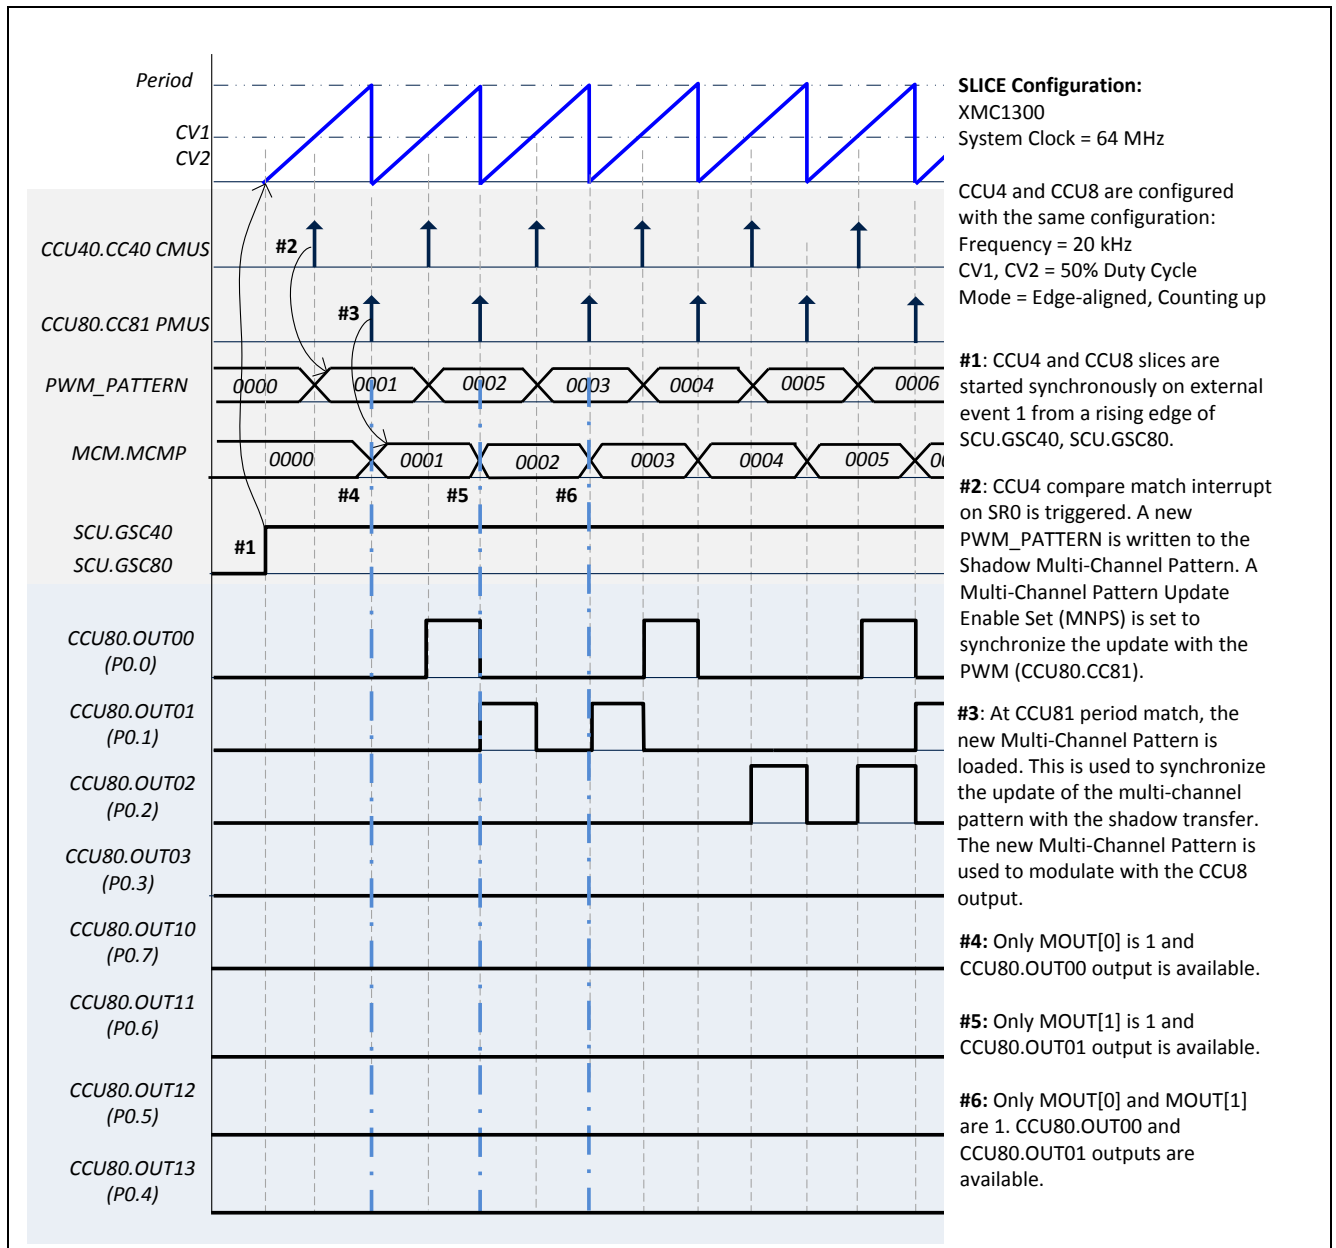 Period
CV1
CV2
CCU40.CC40 CMUS
#2
CCU80.CC81 PMUS
#3
PWM_PATTERN
0000
0001
0002
0003
0004
0005
0006
MCM.MCMP
0000
0001
0002
0003
0004
0005
#4
#5
#6
SCU.GSC40
#1
SCU.GSC80
CCU80.OUT00
(P0.0)
CCU80.OUT01
(P0.1)
CCU80.OUT02
(P0.2)
CCU80.OUT03
(P0.3)
CCU80.OUT10
(P0.7)
CCU80.OUT11
(P0.6)
CCU80.OUT12
(P0.5)
CCU80.OUT13
(P0.4)
SLICE Configuration:
XMC1300
System Clock = 64 MHz
CCU4 and CCU8 are configured
with the same configuration:
Frequency = 20 kHz
CV1, CV2 = 50% Duty Cycle
Mode = Edge-aligned, Counting up
#1: CCU4 and CCU8 slices are
started synchronously on external
event 1 from a rising edge of
SCU.GSC40, SCU.GSC80.
#2: CCU4 compare match interrupt
on SR0 is triggered. A new
PWM_PATTERN is written to the
Shadow Multi-Channel Pattern. A
Multi-Channel Pattern Update
Enable Set (MNPS) is set to
synchronize the update with the
PWM (CCU80.CC81).
#3: At CCU81 period match, the
new Multi-Channel Pattern is
loaded. This is used to synchronize
the update of the multi-channel
pattern with the shadow transfer.
The new Multi-Channel Pattern is
used to modulate with the CCU8
output.
#4: Only MOUT[0] is 1 and
CCU80.OUT00 output is available.
#5: Only MOUT[1] is 1 and
CCU80.OUT01 output is available.
#6: Only MOUT[0] and MOUT[1]
are 1. CCU80.OUT00 and
CCU80.OUT01 outputs are
available.